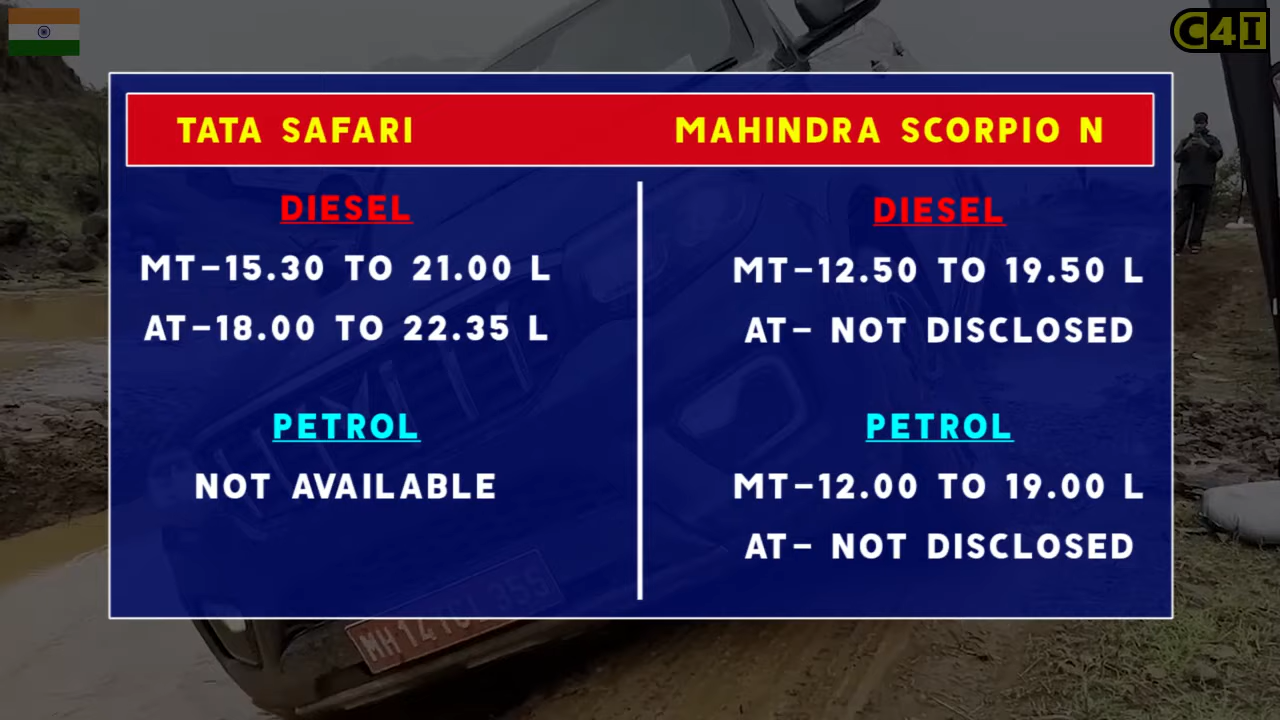 C4I
TATA SAFARI
MAHINDRA SCORPIO N
DIESEL
MT-15.30 TO 21.00 L
AT-18.00 TO 22.35 L
PETROL
NOT AVAILABLE
DIESEL
MT-12.50 TO 19.50 L
AT- NOT DISCLOSED
PETROL
MT-12.00 TO 19.00 L
AT- NOT DISCLOSED